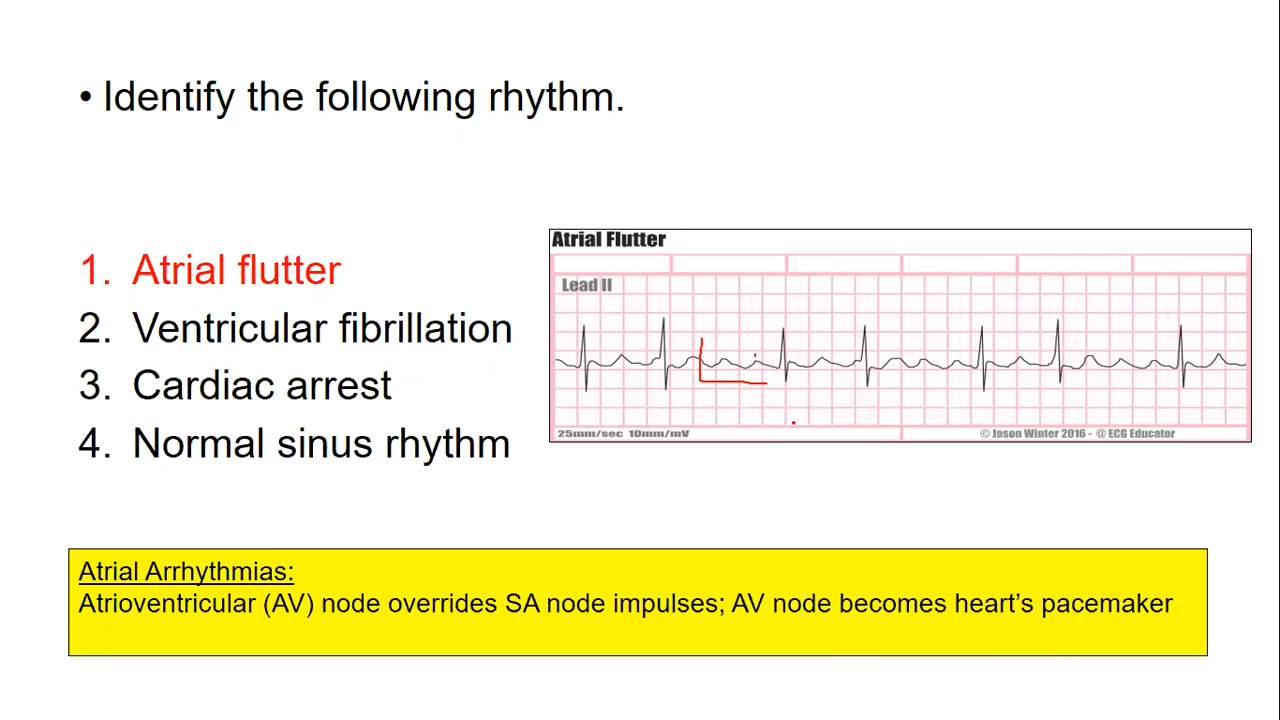 • Identify the following rhythm.
1. Atrial flutter
2. Ventricular fibrillation
3. Cardiac arrest
4. Normal sinus rhythm
Atrial Flutter
Lead II
25mm/sec 10mm/mV
© Jason Winter 2016 - @ ECG Educator
Atrial Arrhythmias:
Atrioventricular (AV) node overrides SA node impulses; AV node becomes heart’s pacemaker